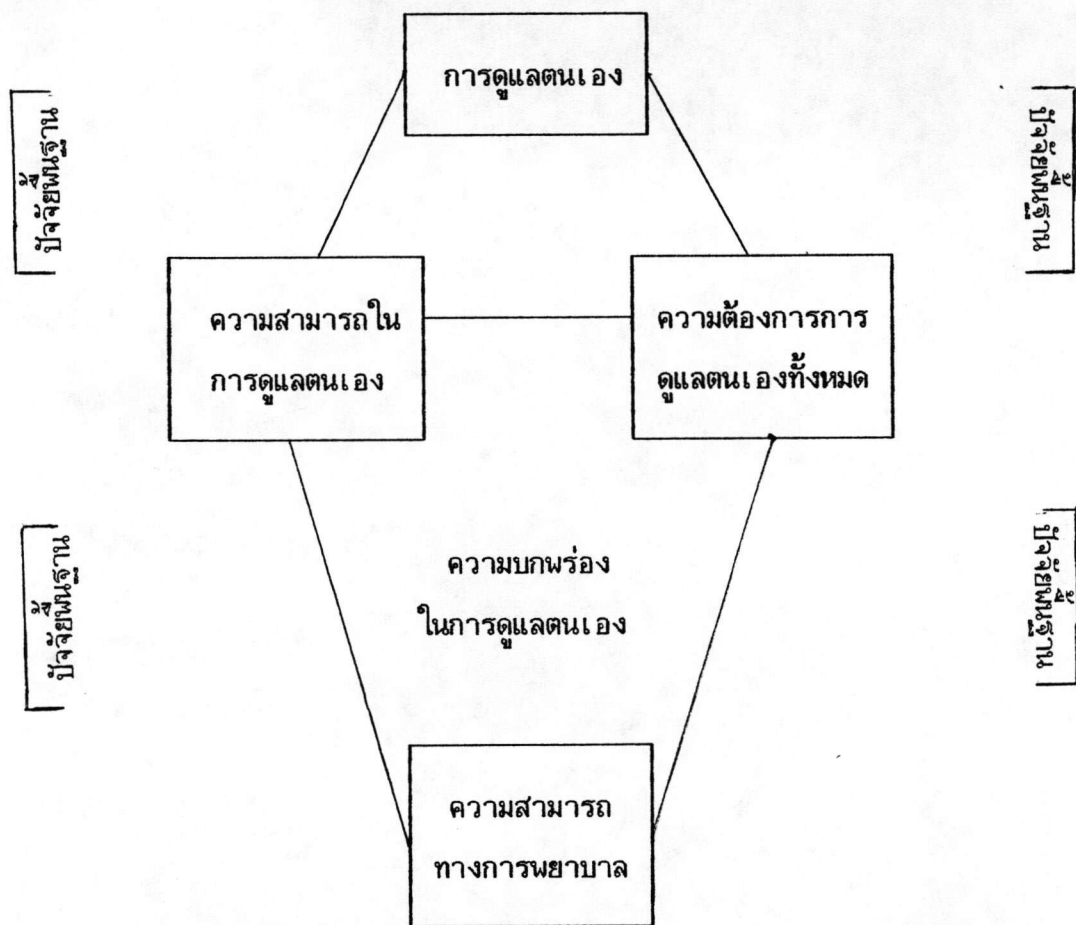 การดูแลตนเอง
ปัจจัยพื้นฐาน
ปัจจัยพื้นฐาน
ความสามารถใน
การดูแลตนเอง
ความต้องการการ
ดูแลตนเองทั้งหมด
ปัจจัยพื้นฐาน
ปัจจัยพื้นฐาน
ความบกพร่อง
ในการดูแลตนเอง
ความสามารถ
ทางการพยาบาล